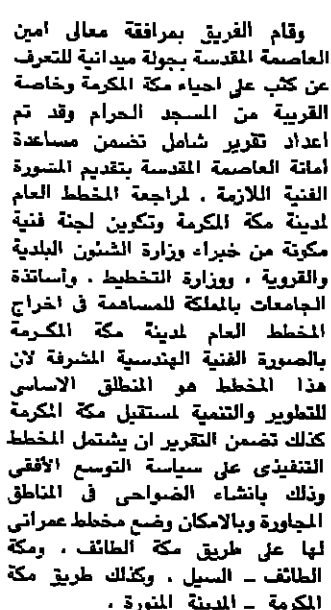 وقام الفريق بمرافقة معالى امين
العاصمة المقدسة بجولة ميدانية للتعرف
عن كثب على احياء مكة المكرمة وخاصة
القريبة من المسجد الحرام وقد تم
اعداد تقرير شامل تضمن مساعدة
امانة العاصمة المقدسة بتقديم المشورة
الفنية اللازمة . لمراجعة المخطط العام
لمدينة مكة المكرمة وتكوين لجنة فنية
مكونة من خبراء وزارة الشئون البلدية
والقروية ، ووزارة التخطيط . وأساتذة
الجامعات بالمملكة للمساهمة فى اخراج
المخطط العام لمدينة مكة المكرمة
بالصورة الفنية الهندسية المشرفة لان
هذا المخطط هو المنطلق الاساسى
للتطوير والتنمية لمستقبل مكة المكرمة
كذلك تضمن التقرير ان يشتمل المخطط
التنفيذى على سياسة التوسع الأفقى
وذلك بانشاء الضواحى فى المناطق
المجاورة وبالامكان وضع مخطط عمرانى
لها على طريق مكة الطائف ، ومكة
الطائف ــ السيل ، وكذلك طريق مكة
المكرمة ــ المدينة المنورة .